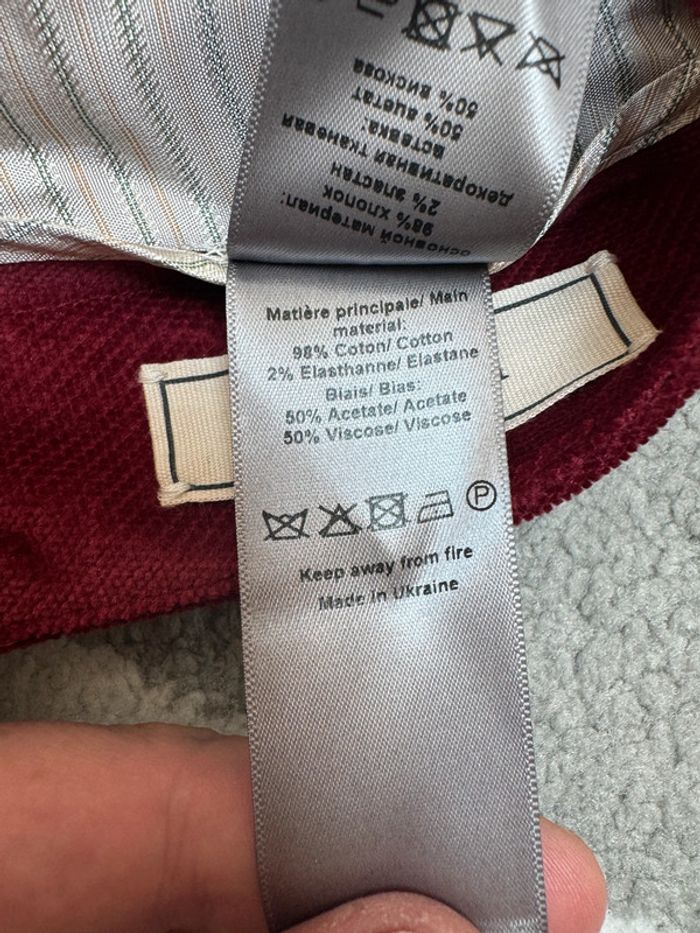 основной материал:
98% хлопок
2% эластан
декоративная тканевая
вставка:
50% ацетат
50% вискоза
Matière principale/ Main
material:
98% Coton/ Cotton
2% Elasthanne/ Elastane
Biais/ Bias:
50% Acetate/ Acetate
50% Viscose/ Viscose
P
Keep away from fire
Made in Ukraine